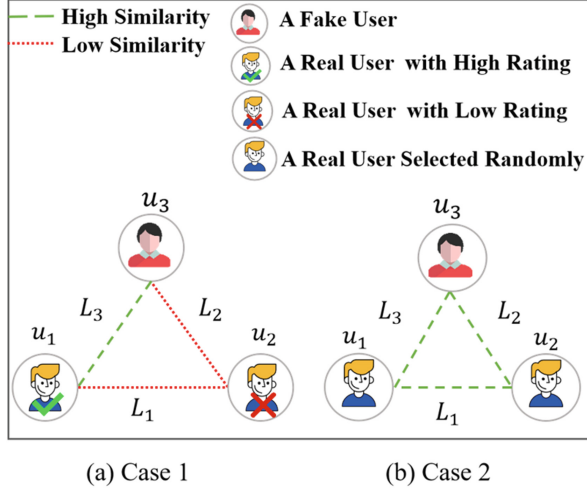 High Similarity
Low Similarity
A Fake User
A Real User with High Rating
A Real User with Low Rating
A Real User Selected Randomly
u₃
L₃
L₂
u₁
u₂
L₁
u₃
L₃
L₂
u₁
u₂
L₁
(a) Case 1
(b) Case 2